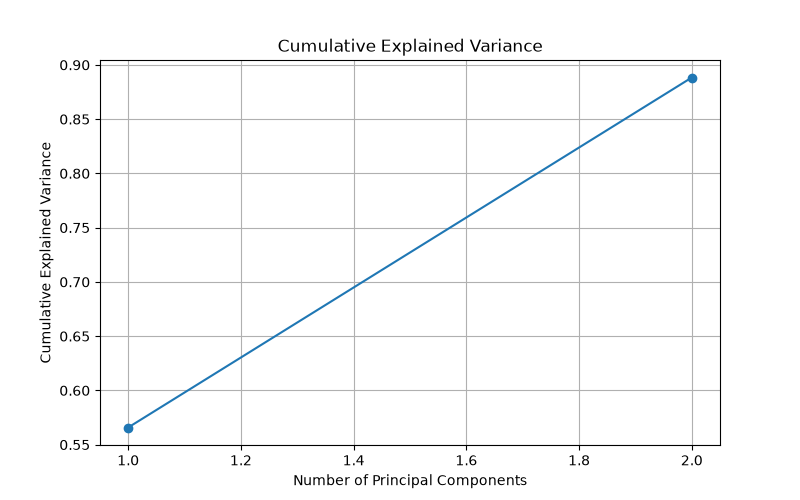 Cumulative Explained Variance
0.90
0.85
0.80
0.75
0.70
0.65
0.60
0.55
Cumulative Explained Variance
1.0 1.2 1.4 1.6 1.8 2.0
Number of Principal Components